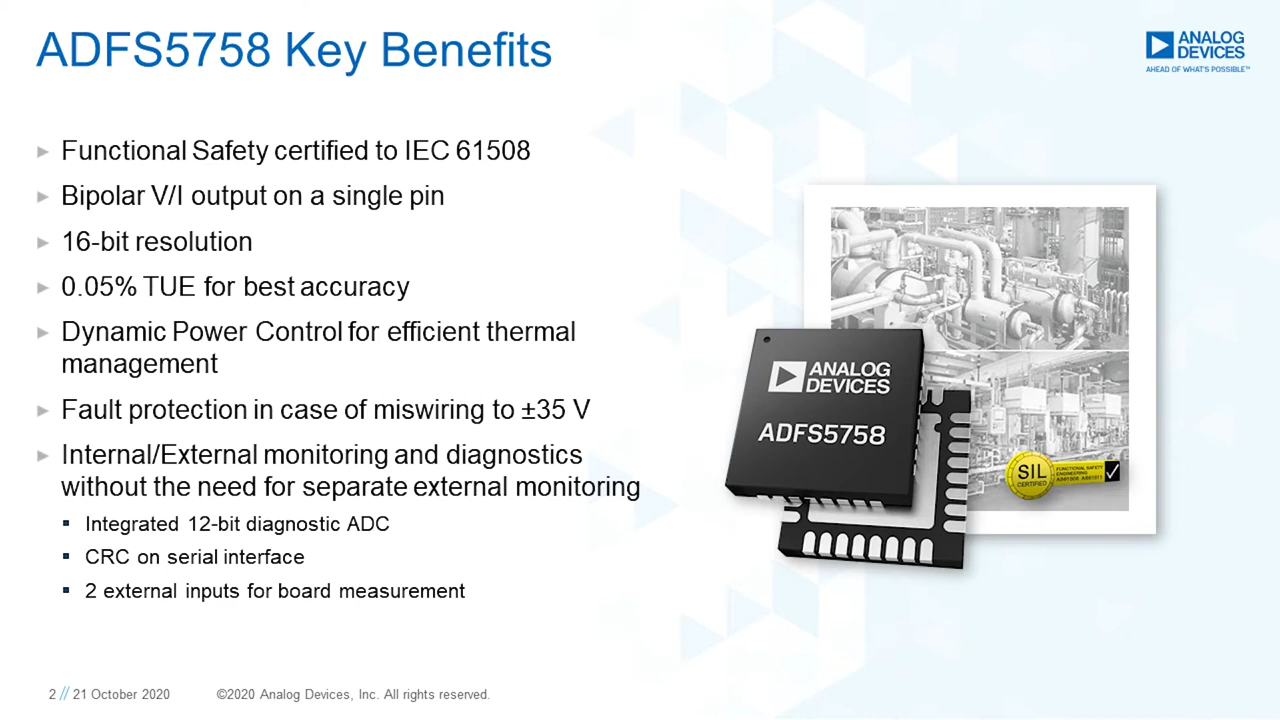 ADFS5758 Key Benefits
ANALOG
DEVICES
AHEAD OF WHAT'S POSSIBLE™
Functional Safety certified to IEC 61508
Bipolar V/I output on a single pin
16-bit resolution
0.05% TUE for best accuracy
Dynamic Power Control for efficient thermal
management
Fault protection in case of miswiring to ±35 V
Internal/External monitoring and diagnostics
without the need for separate external monitoring
Integrated 12-bit diagnostic ADC
CRC on serial interface
2 external inputs for board measurement
ANALOG
DEVICES
ADFS5758
SIL
CERTIFIED
FUNCTIONAL SAFETY
ENGINEERING
2 // 21 October 2020 ©2020 Analog Devices, Inc. All rights reserved.